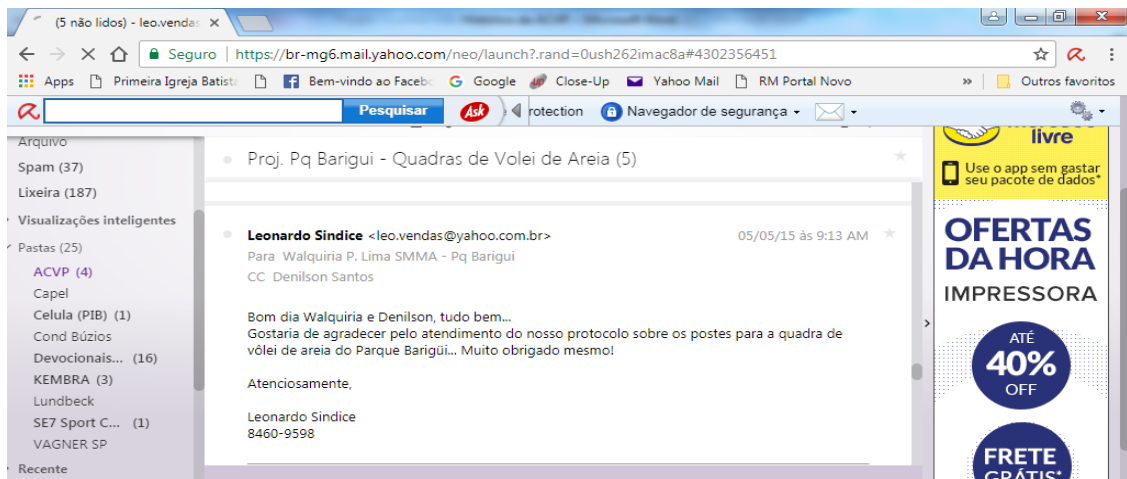 (5 não lidos) - leo.vendas
Seguro | https://br-mg6.mail.yahoo.com/neo/launch?.rand=0ush262imac8a#4302356451
Apps Primeira Igreja Batista Bem-vindo ao Facebo Google Close-Up Yahoo Mail RM Portal Novo » Outros favoritos
Pesquisar Ask rotection Navegador de segurança
Arquivo
Spam (37)
Lixeira (187)
Visualizações inteligentes
Pastas (25)
ACVP (4)
Capel
Celula (PIB) (1)
Cond Búzios
Devocionais... (16)
KEMBRA (3)
Lundbeck
SE7 Sport C... (1)
VAGNER SP
Recente
Proj. Pq Barigui - Quadras de Volei de Areia (5)
Leonardo Sindice <leo.vendas@yahoo.com.br> 05/05/15 às 9:13 AM
Para Walquiria P. Lima SMMA - Pq Barigui
CC Denilson Santos
Bom dia Walquiria e Denilson, tudo bem...
Gostaria de agradecer pelo atendimento do nosso protocolo sobre os postes para a quadra de
vôlei de areia do Parque Barigüi... Muito obrigado mesmo!
Atenciosamente,
Leonardo Sindice
8460-9598
livre
Use o app sem gastar
seu pacote de dados*
OFERTAS
DA HORA
IMPRESSORA
ATÉ
40%
OFF
FRETE
GRÁTIS*